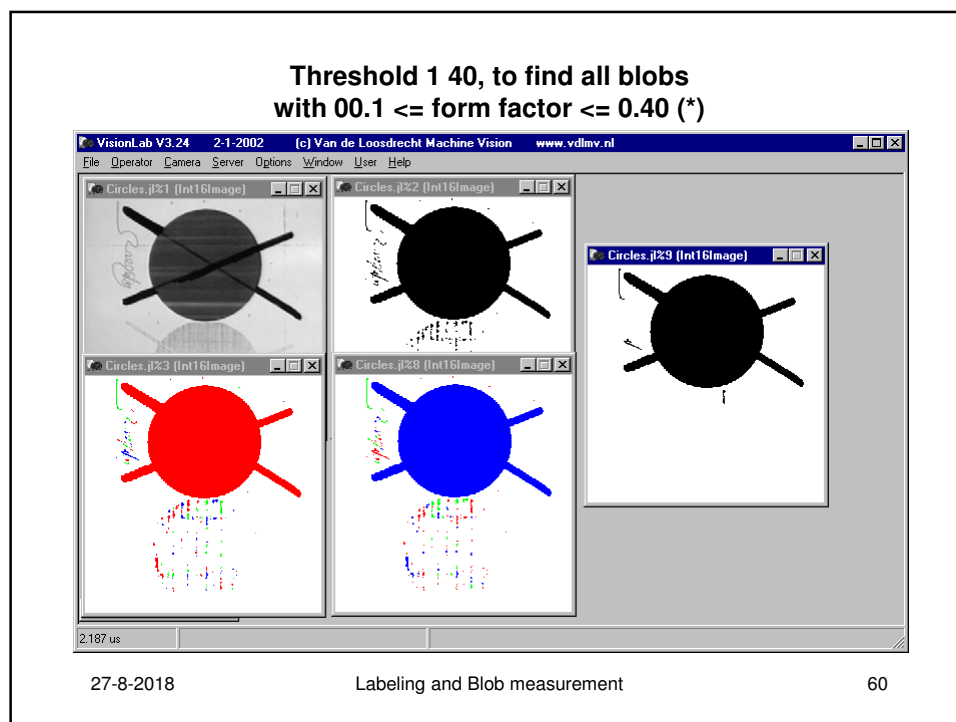 Threshold 1 40, to find all blobs
with 00.1 <= form factor <= 0.40 (*)
VisionLab V3.24 2-1-2002 (c) Van de Loosdrecht Machine Vision www.vdlmv.nl
File Operator Camera Server Options Window User Help
Circles.jl%1 (Int16Image)
Circles.jl%2 (Int16Image)
Circles.jl%9 (Int16Image)
Circles.jl%3 (Int16Image)
Circles.jl%8 (Int16Image)
2.187 us
27-8-2018 Labeling and Blob measurement 60